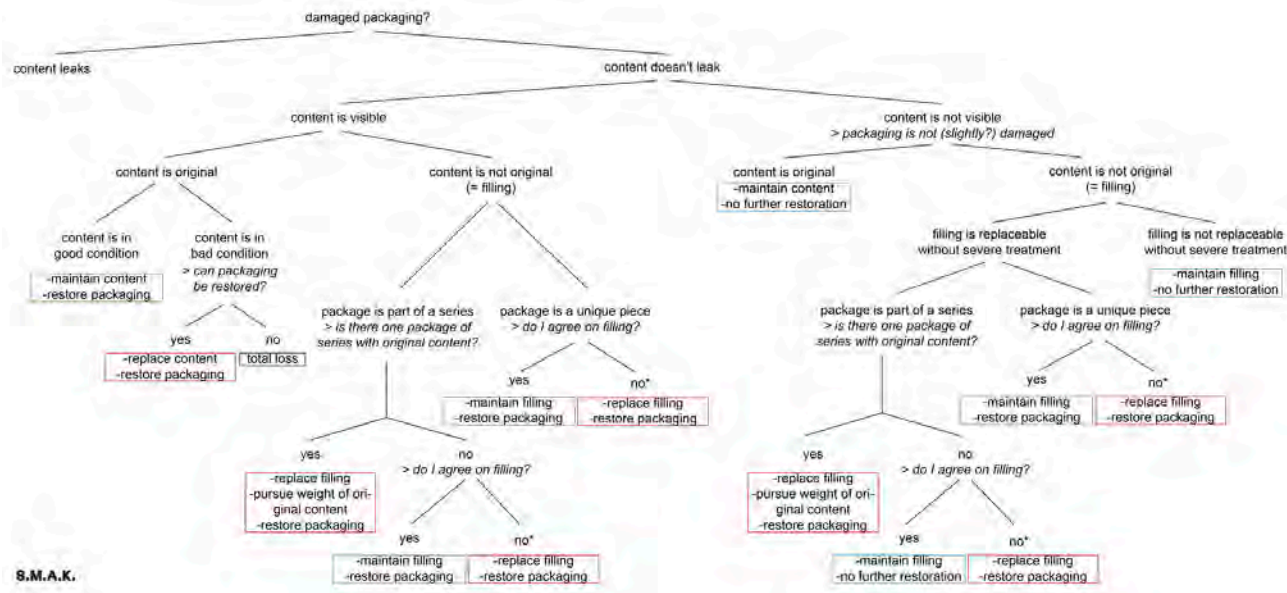 damaged packaging?
content leaks
content doesn't leak
content is visible
content is not visible
> packaging is not (slightly?) damaged
content is original
content is not original
(= filling)
content is original
-maintain content
-no further restoration
content is not original
(= filling)
content is in
good condition
-maintain content
-restore packaging
content is in
bad condition
> can packaging
be restored?
filling is replaceable
without severe treatment
filling is not replaceable
without severe treatment
-maintain filling
-no further restoration
package is part of a series
> is there one package of
series with original content?
package is a unique piece
> do I agree on filling?
package is part of a series
> is there one package of
series with original content?
package is a unique piece
> do I agree on filling?
yes
-replace content
-restore packaging
no
total loss
yes
-maintain filling
-restore packaging
no*
-replace filling
-restore packaging
yes
-maintain filling
-restore packaging
no*
-replace filling
-restore packaging
yes
-replace filling
-pursue weight of ori-
ginal content
-restore packaging
no
> do I agree on filling?
yes
-replace filling
-pursue weight of ori-
ginal content
-restore packaging
no
> do I agree on filling?
yes
-maintain filling
-restore packaging
no*
-replace filling
-restore packaging
yes
-maintain filling
-no further restoration
no*
-replace filling
-restore packaging
S.M.A.K.